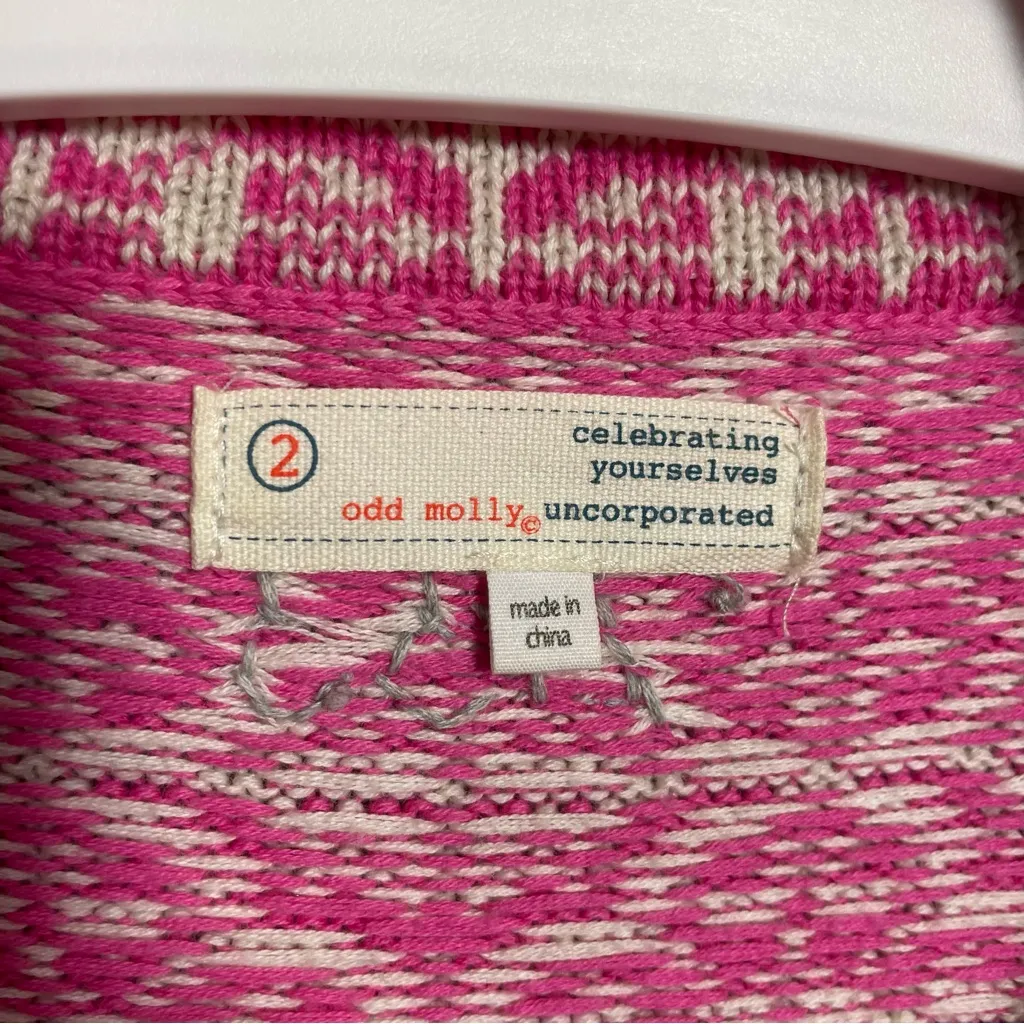 2
celebrating
yourselves
odd molly© uncorporated
made in
china